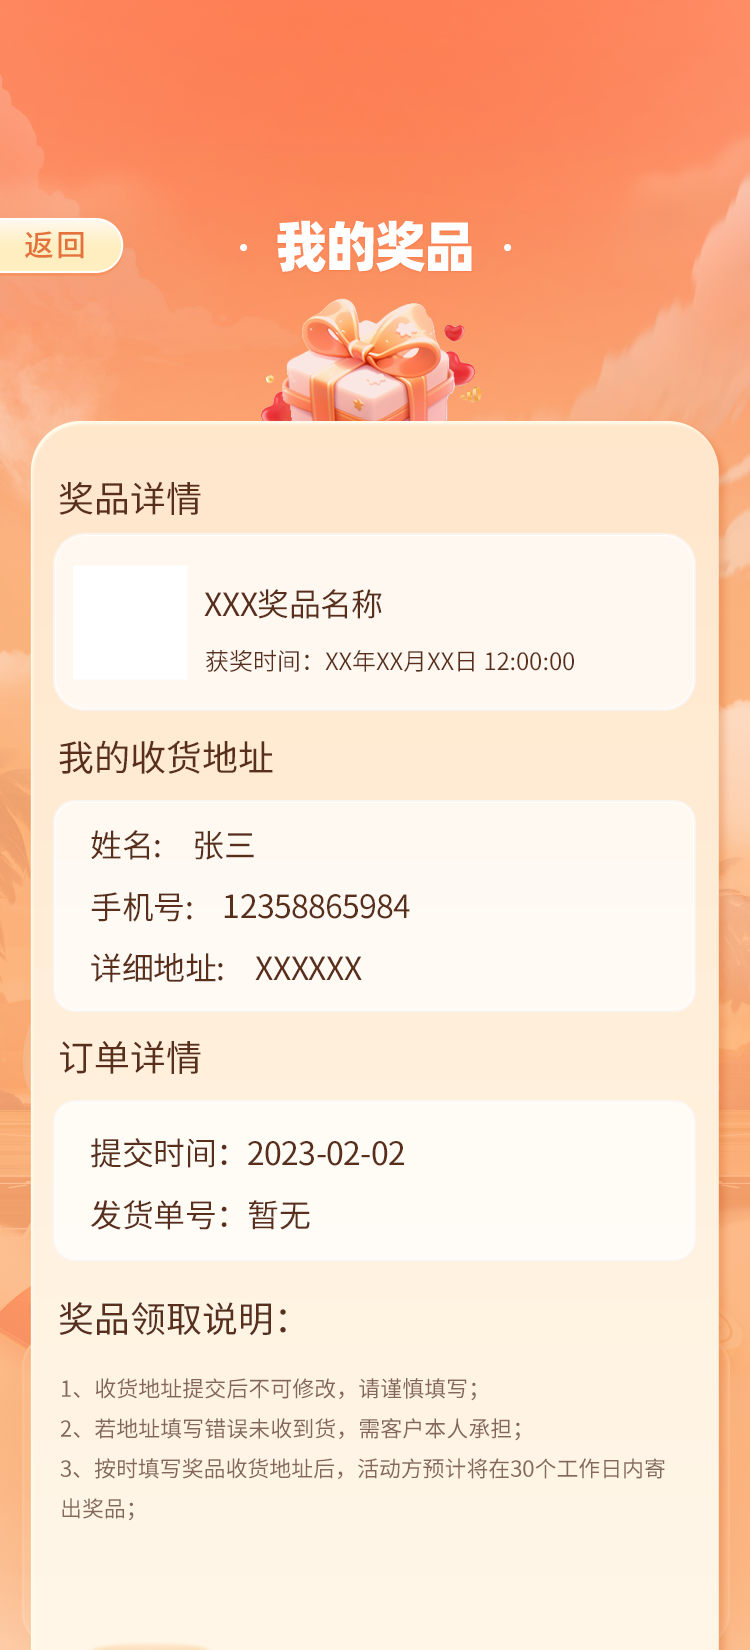 返回
· 我的奖品 ·
奖品详情
XXX奖品名称
获奖时间：XX年XX月XX日 12:00:00
我的收货地址
姓名: 张三
手机号: 12358865984
详细地址: XXXXXX
订单详情
提交时间：2023-02-02
发货单号：暂无
奖品领取说明：
1、收货地址提交后不可修改，请谨慎填写；
2、若地址填写错误未收到货，需客户本人承担；
3、按时填写奖品收货地址后，活动方预计将在30个工作日内寄
出奖品；